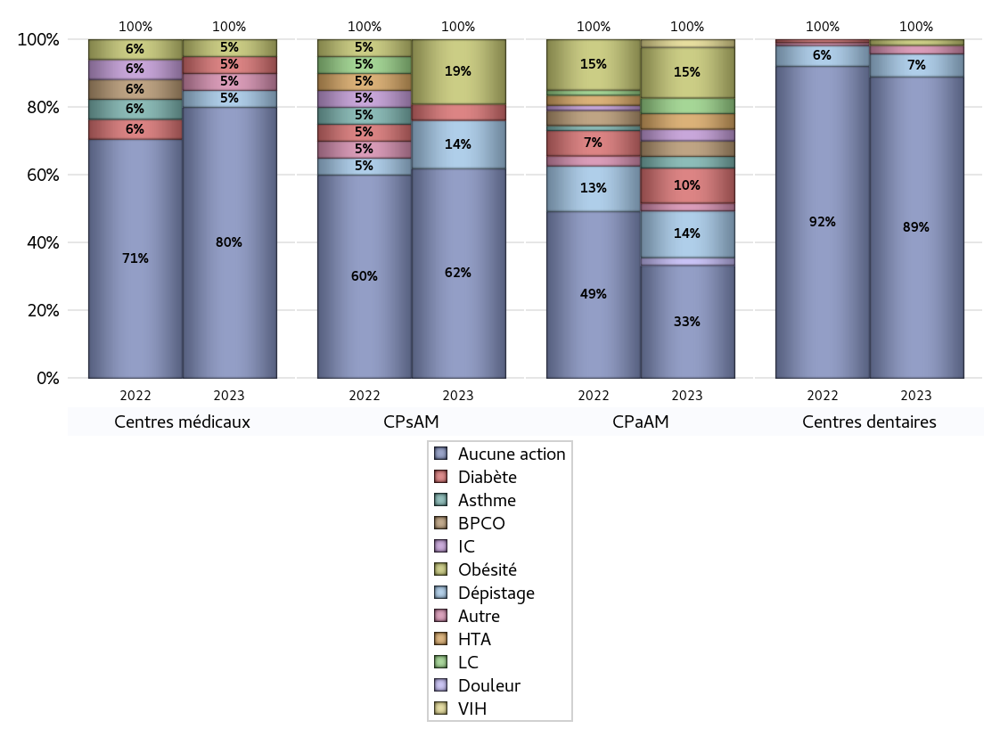 100% 100% 100% 100% 100% 100% 100% 100%
100%
80%
60%
40%
20%
0%
6% 6% 6% 6% 6% 71%
5% 5% 5% 5% 80%
5% 5% 5% 5% 5% 5% 5% 5% 60%
19% 14% 62%
15% 7% 13% 49%
15% 10% 14% 33%
6% 92%
7% 89%
2022 2023 2022 2023 2022 2023 2022 2023
Centres médicaux CPsAM CPaAM Centres dentaires
Aucune action
Diabète
Asthme
BPCO
IC
Obésité
Dépistage
Autre
HTA
LC
Douleur
VIH